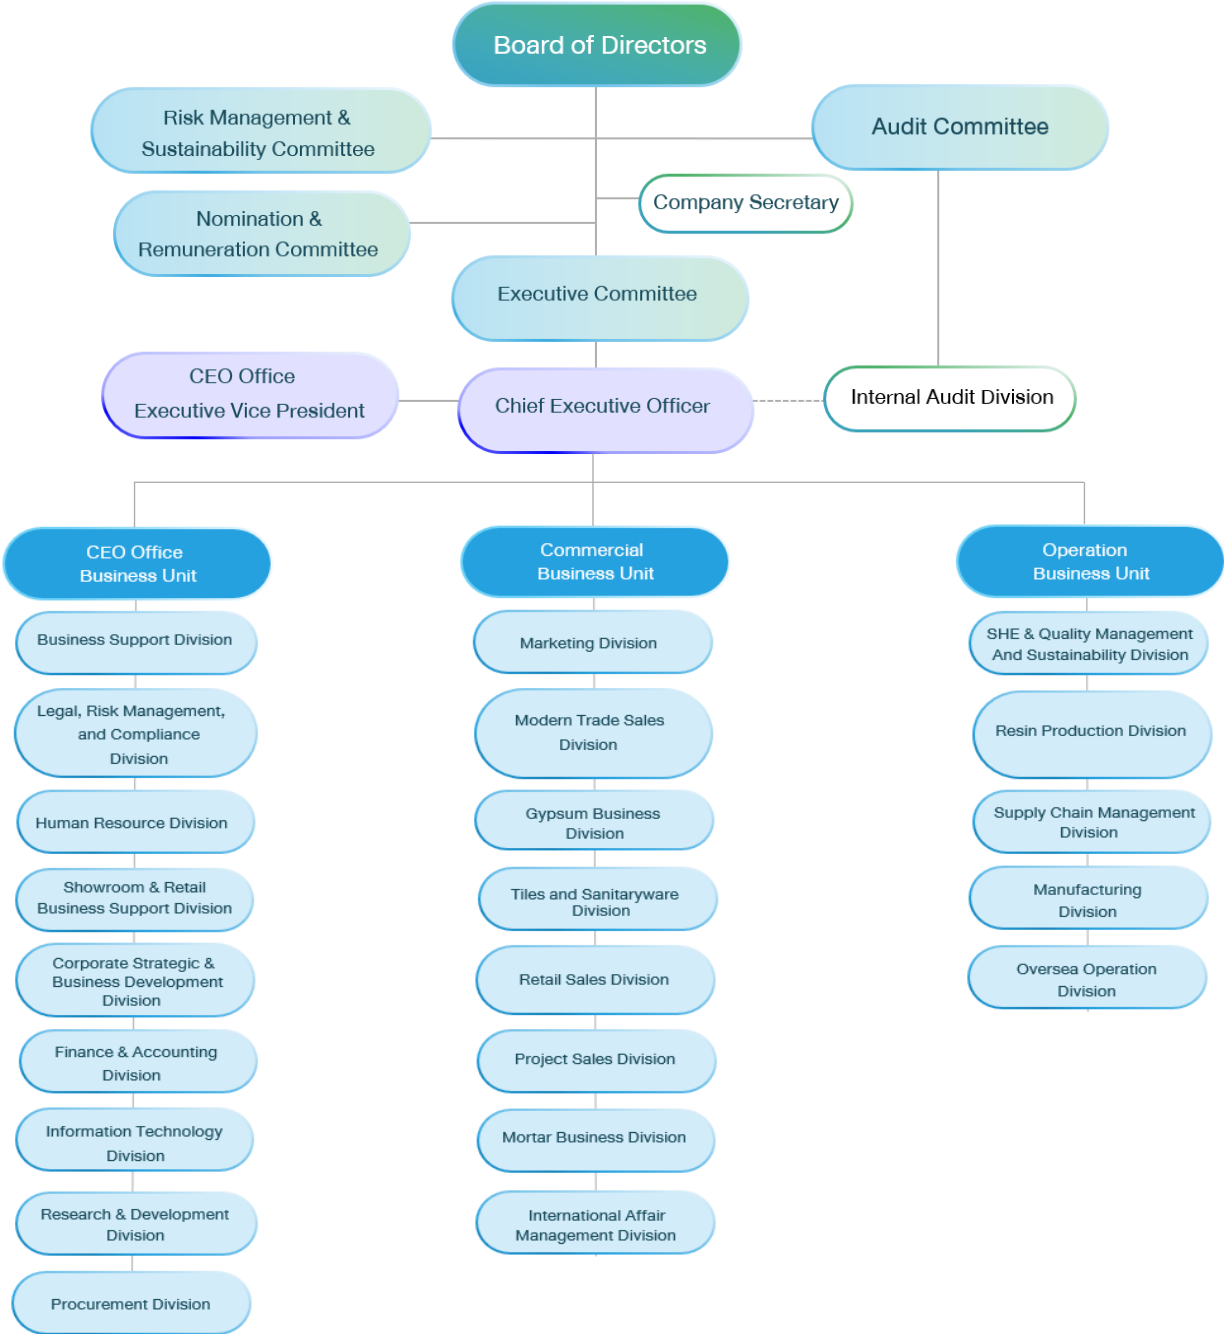 Board of Directors
Risk Management &
Sustainability Committee
Audit Committee
Company Secretary
Nomination &
Remuneration Committee
Executive Committee
CEO Office
Executive Vice President
Chief Executive Officer
Internal Audit Division
CEO Office
Business Unit
Business Support Division
Legal, Risk Management,
and Compliance
Division
Human Resource Division
Showroom & Retail
Business Support Division
Corporate Strategic &
Business Development
Division
Finance & Accounting
Division
Information Technology
Division
Research & Development
Division
Procurement Division
Commercial
Business Unit
Marketing Division
Modern Trade Sales
Division
Gypsum Business
Division
Tiles and Sanitaryware
Division
Retail Sales Division
Project Sales Division
Mortar Business Division
International Affair
Management Division
Operation
Business Unit
SHE & Quality Management
And Sustainability Division
Resin Production Division
Supply Chain Management
Division
Manufacturing
Division
Oversea Operation
Division